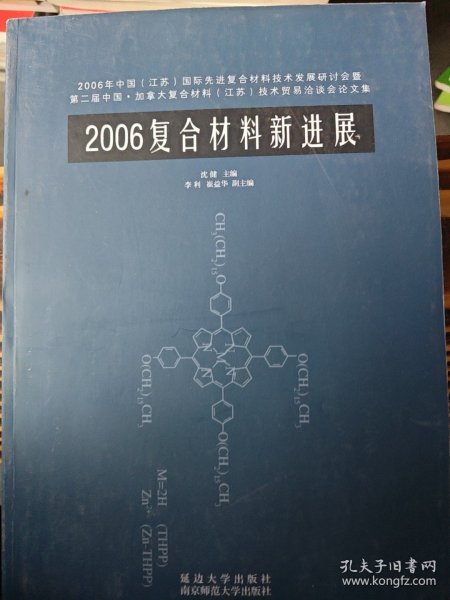 2006年中国（江苏）国际先进复合材料技术发展研讨会暨
第二届中国·加拿大复合材料（江苏）技术贸易洽谈会论文集
2006复合材料新进展
沈健 主编
李利 崔益华 副主编
CH3(CH2)15O
O(CH2)15CH3
O(CH2)15CH3
O(CH2)15CH3
M=2H (THPP)
Zn2+ (Zn-THPP)
延边大学出版社
南京师范大学出版社
孔夫子旧书网
www.kongfz.com